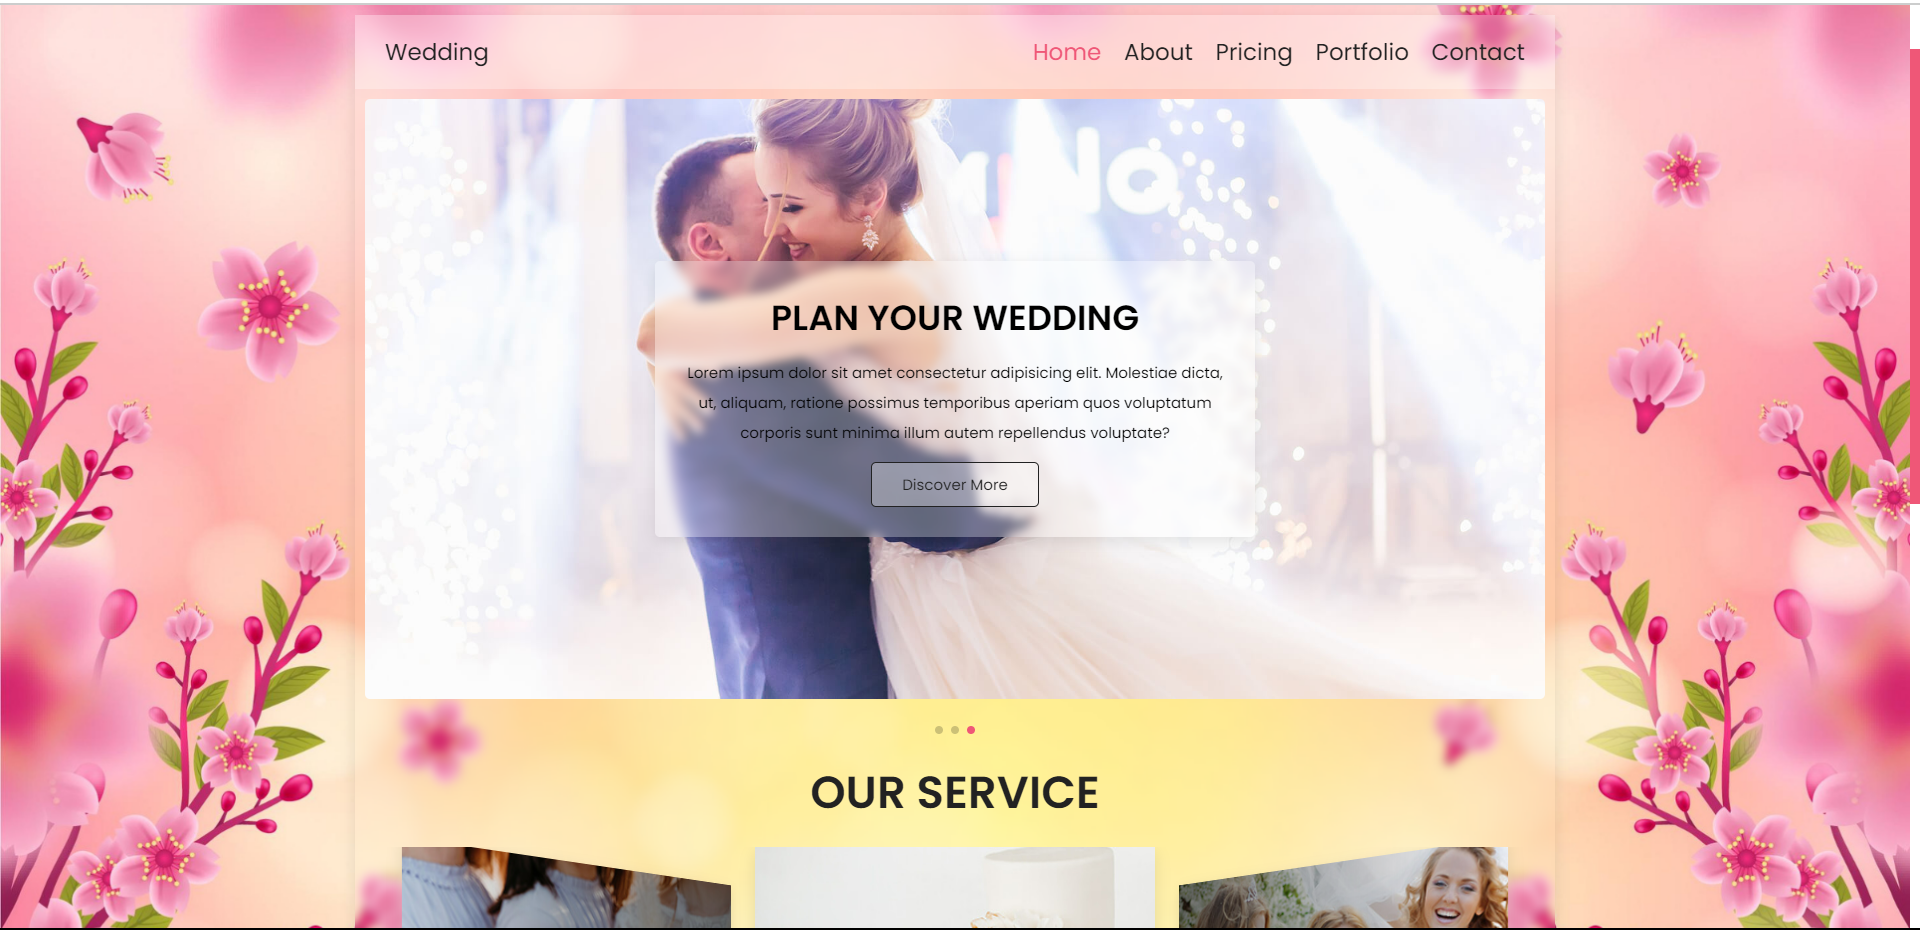 Wedding
Home About Pricing Portfolio Contact
PLAN YOUR WEDDING
Lorem ipsum dolor sit amet consectetur adipisicing elit. Molestiae dicta,
ut, aliquam, ratione possimus temporibus aperiam quos voluptatum
corporis sunt minima illum autem repellendus voluptate?
Discover More
OUR SERVICE